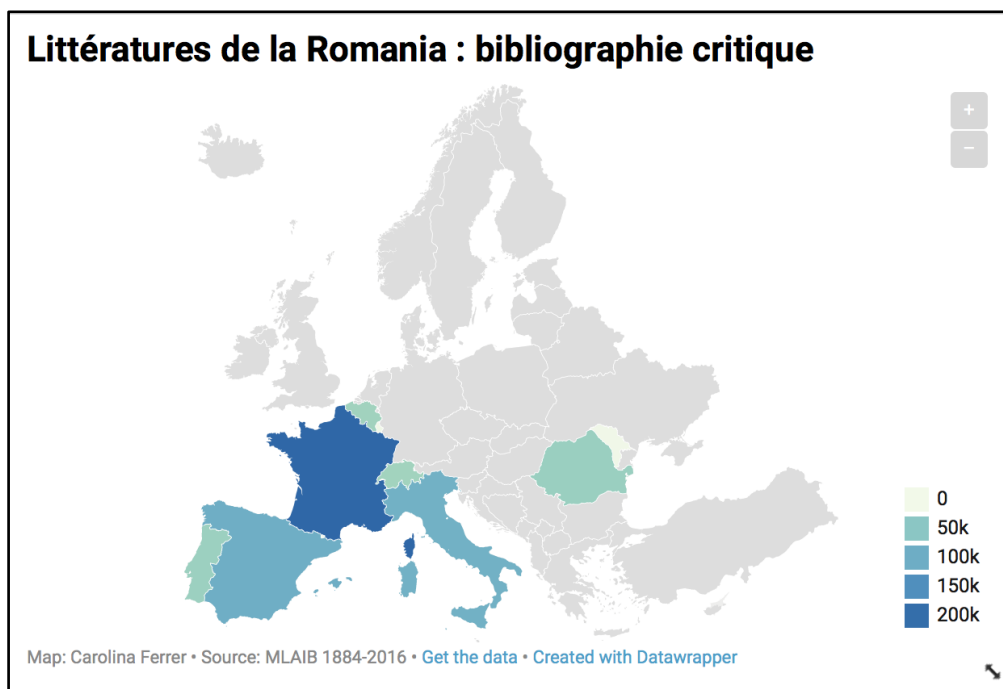 Littératures de la Romania : bibliographie critique
+
−
0
50k
100k
150k
200k
Map: Carolina Ferrer • Source: MLAIB 1884-2016 • Get the data • Created with Datawrapper